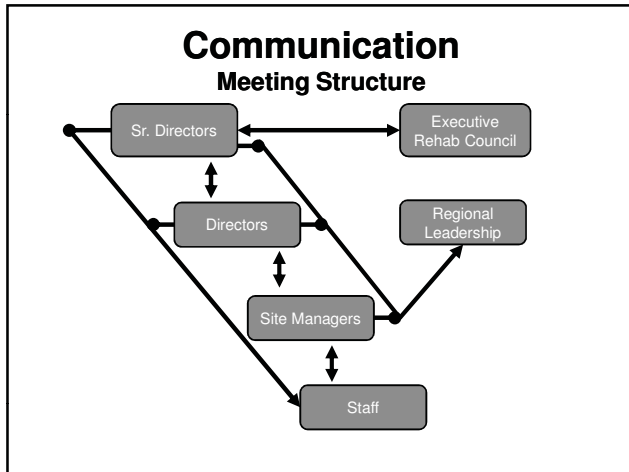 Communication
Meeting Structure
Sr. Directors
Executive
Rehab Council
Directors
Regional
Leadership
Site Managers
Staff